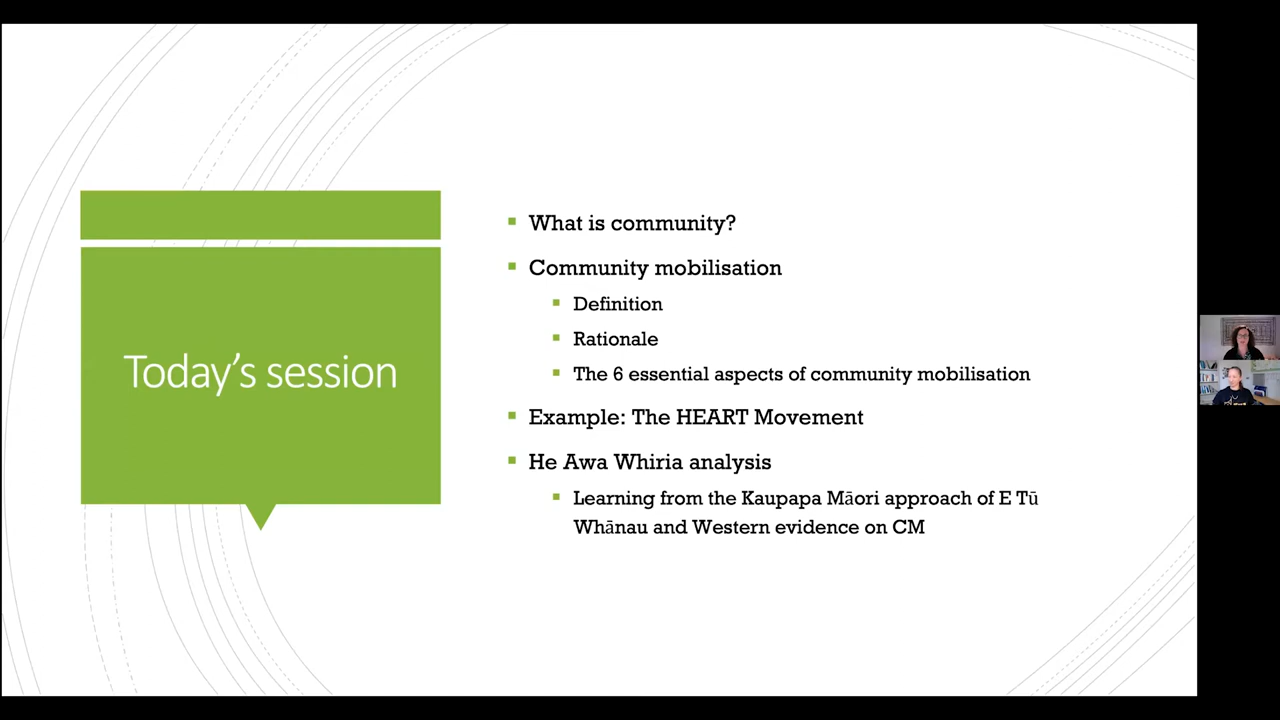 Today's session
What is community?
Community mobilisation
Definition
Rationale
The 6 essential aspects of community mobilisation
Example: The HEART Movement
He Awa Whiria analysis
Learning from the Kaupapa Māori approach of E Tū
Whānau and Western evidence on CM